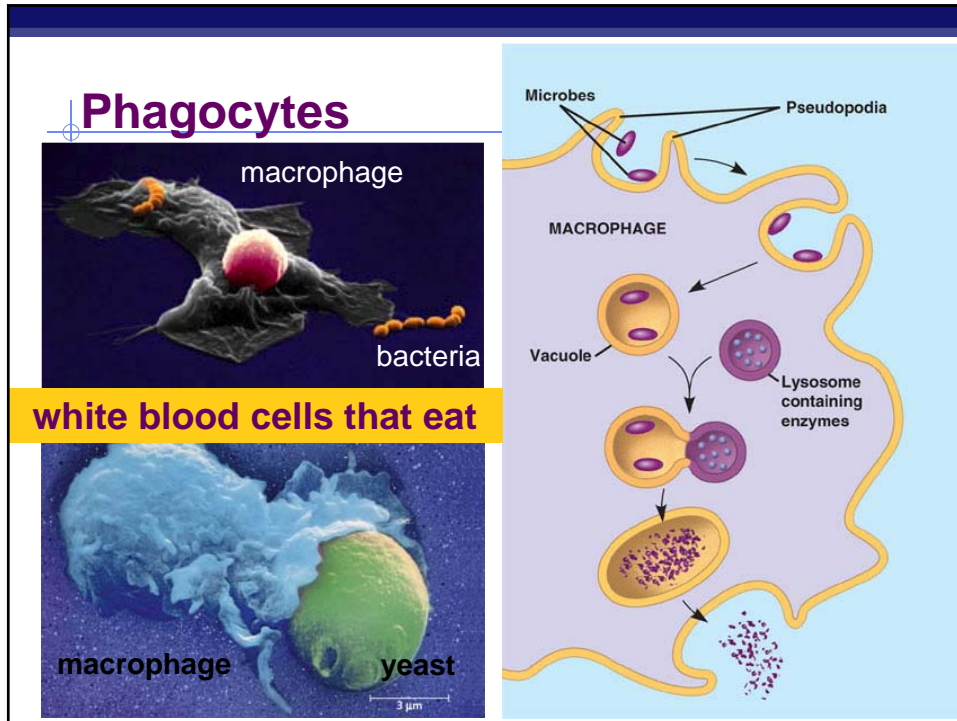 Phagocytes
macrophage
bacteria
white blood cells that eat
macrophage
yeast
3 µm
Microbes
Pseudopodia
MACROPHAGE
Vacuole
Lysosome
containing
enzymes